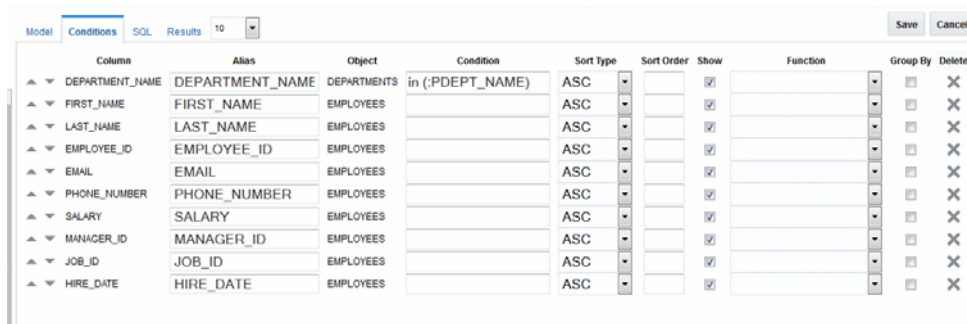 Model Conditions SQL Results 10 Save Cancel
Column Alias Object Condition Sort Type Sort Order Show Function Group By Delete
DEPARTMENT_NAME DEPARTMENT_NAME DEPARTMENTS in (:PDEPT_NAME) ASC
FIRST_NAME FIRST_NAME EMPLOYEES ASC
LAST_NAME LAST_NAME EMPLOYEES ASC
EMPLOYEE_ID EMPLOYEE_ID EMPLOYEES ASC
EMAIL EMAIL EMPLOYEES ASC
PHONE_NUMBER PHONE_NUMBER EMPLOYEES ASC
SALARY SALARY EMPLOYEES ASC
MANAGER_ID MANAGER_ID EMPLOYEES ASC
JOB_ID JOB_ID EMPLOYEES ASC
HIRE_DATE HIRE_DATE EMPLOYEES ASC